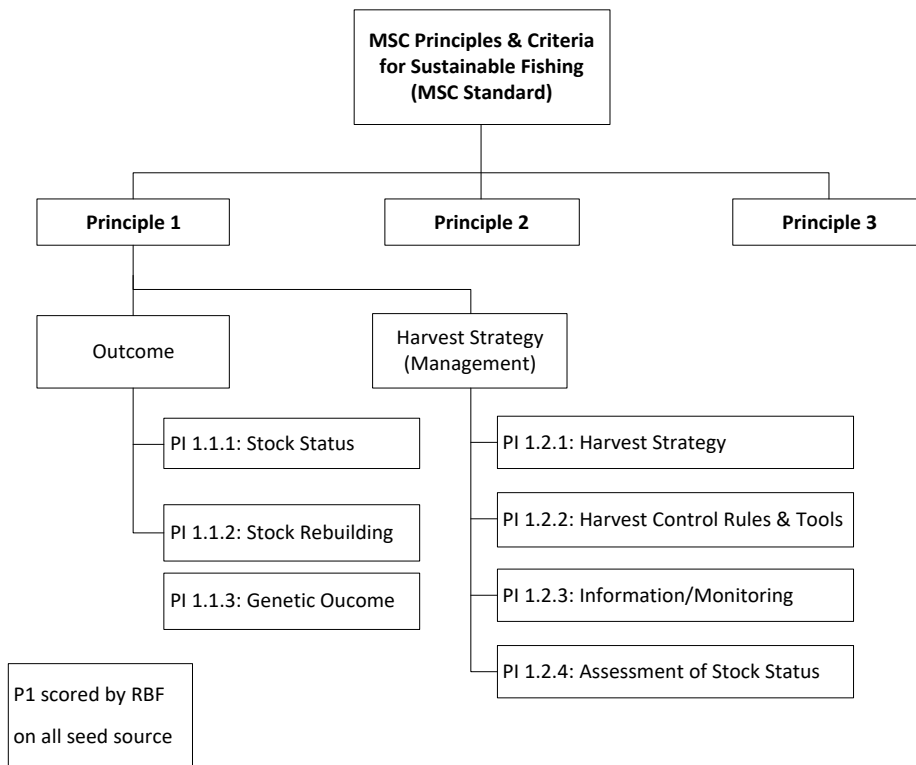 MSC Principles & Criteria
for Sustainable Fishing
(MSC Standard)
Principle 1
Principle 2
Principle 3
Outcome
Harvest Strategy
(Management)
PI 1.1.1: Stock Status
PI 1.1.2: Stock Rebuilding
PI 1.1.3: Genetic Oucome
PI 1.2.1: Harvest Strategy
PI 1.2.2: Harvest Control Rules & Tools
PI 1.2.3: Information/Monitoring
PI 1.2.4: Assessment of Stock Status
P1 scored by RBF
on all seed source